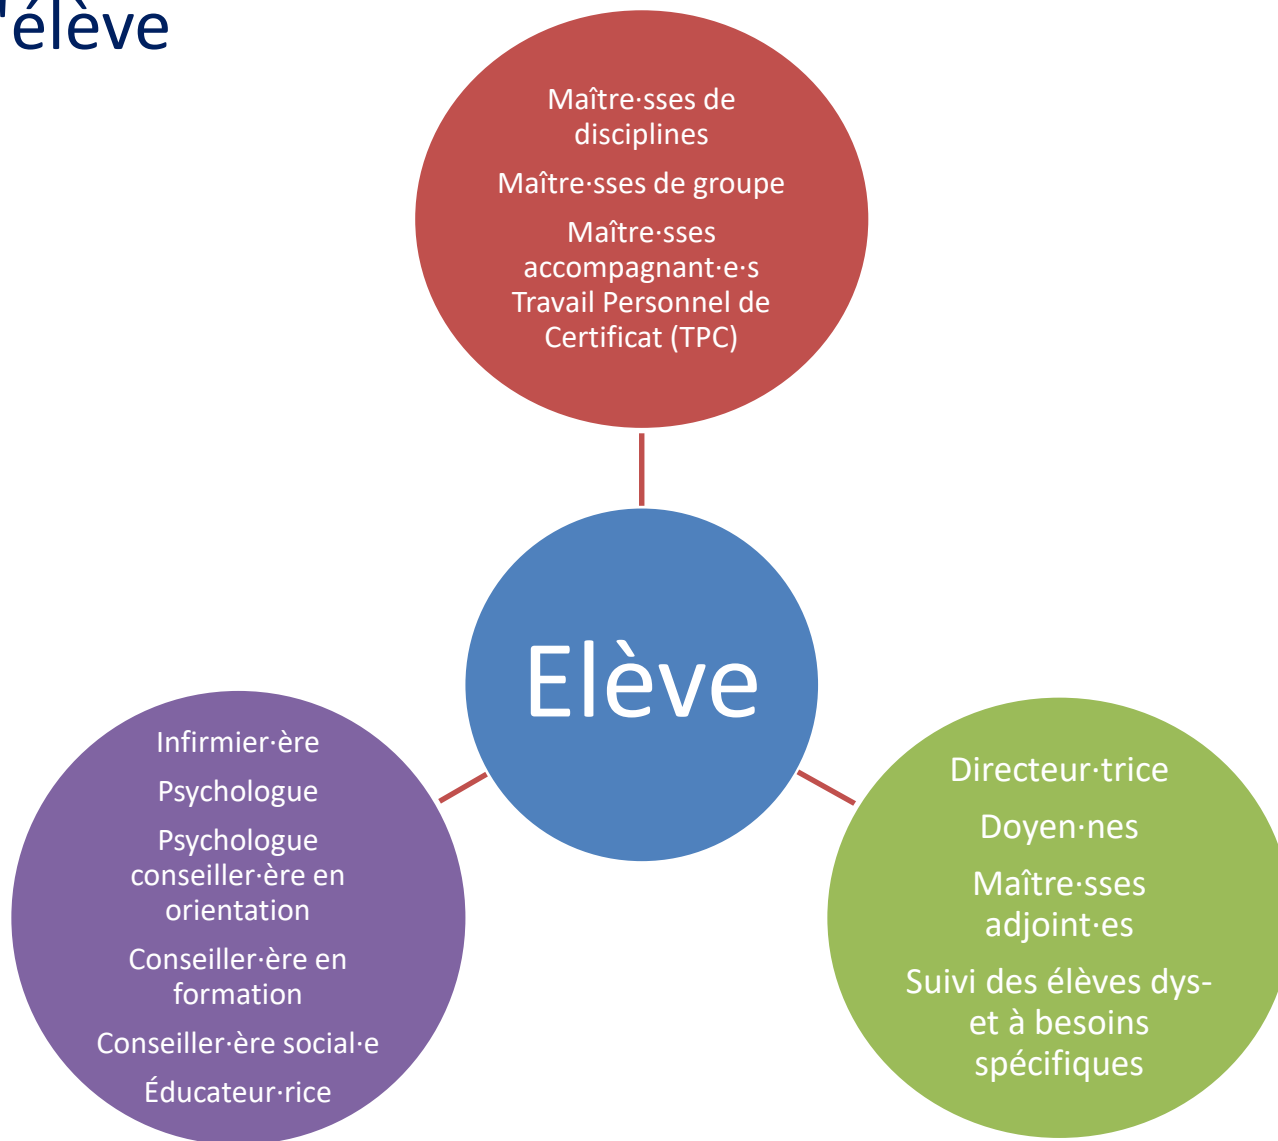 'élève
Maître·sses de
disciplines
Maître·sses de groupe
Maître·sses
accompagnant·e·s
Travail Personnel de
Certificat (TPC)
Elève
Infirmier·ère
Psychologue
Psychologue
conseiller·ère en
orientation
Conseiller·ère en
formation
Conseiller·ère social·e
Éducateur·rice
Directeur·trice
Doyen·nes
Maître·sses
adjoint·es
Suivi des élèves dys-
et à besoins
spécifiques